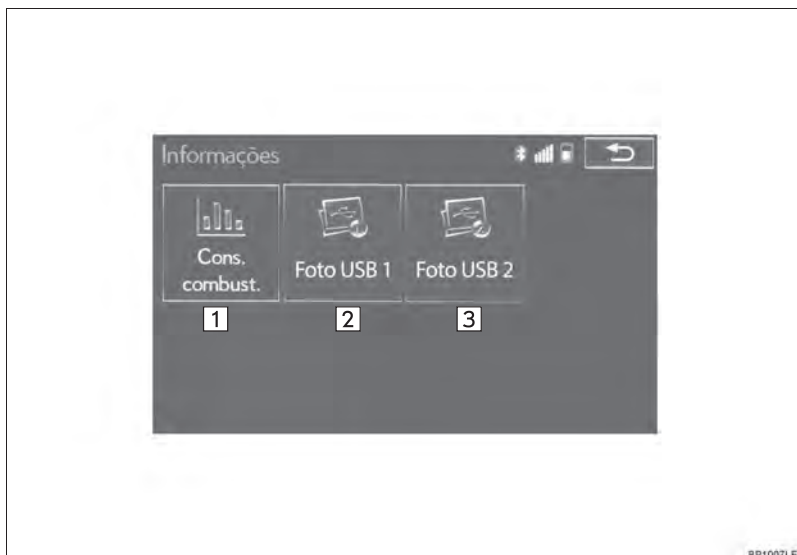 Informações
Cons.
combust.
Foto USB 1
Foto USB 2
1
2
3